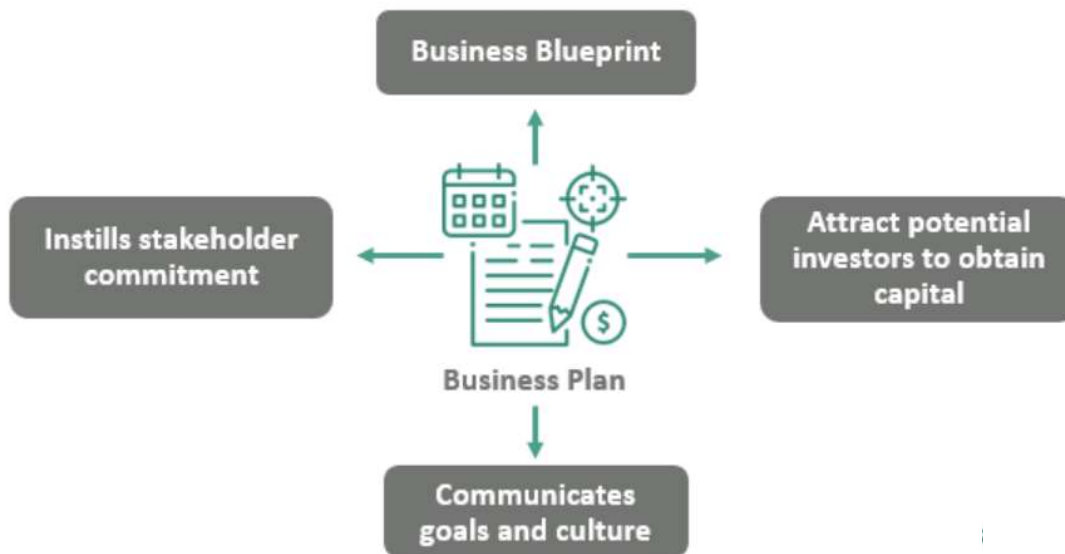 Business Blueprint
Instills stakeholder
commitment
Attract potential
investors to obtain
capital
$
Business Plan
Communicates
goals and culture